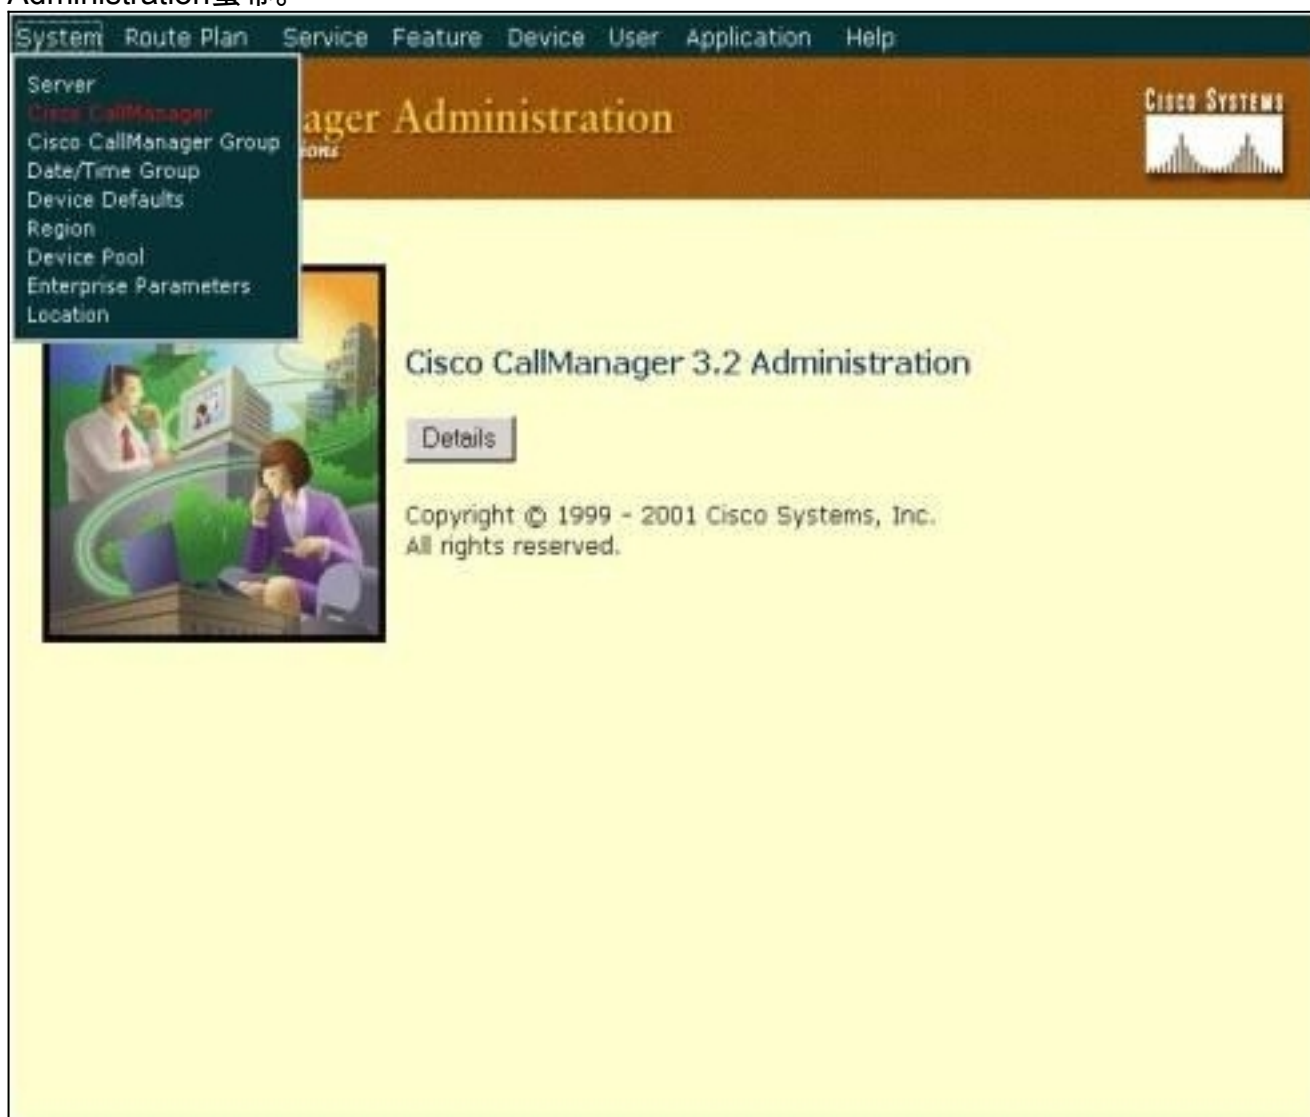 Administration螢幕。
System Route Plan Service Feature Device User Application Help
Server
Cisco CallManager
Cisco CallManager Group
Date/Time Group
Device Defaults
Region
Device Pool
Enterprise Parameters
Location
ager Administration
ions
CISCO SYSTEMS
Cisco CallManager 3.2 Administration
Details
Copyright © 1999 - 2001 Cisco Systems, Inc.
All rights reserved.